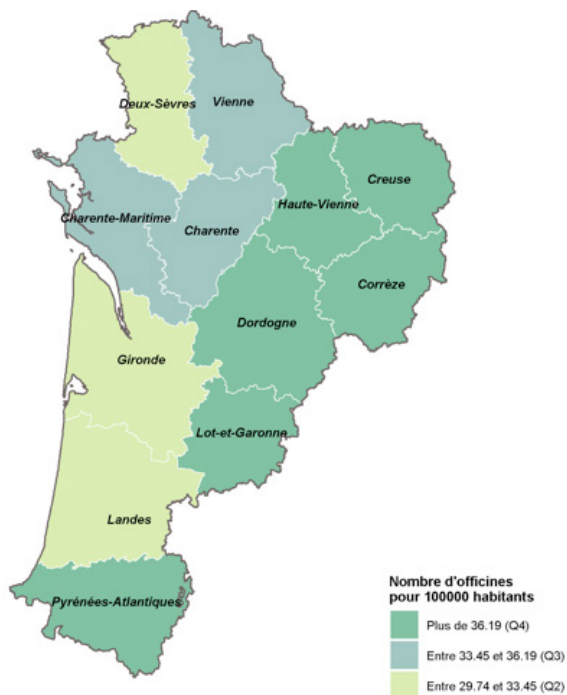 Deux-Sèvres
Vienne
Creuse
Haute-Vienne
Charente-Maritime
Charente
Corrèze
Dordogne
Gironde
Lot-et-Garonne
Landes
Pyrénées-Atlantiques
Nombre d'officines
pour 100000 habitants
Plus de 36.19 (Q4)
Entre 33.45 et 36.19 (Q3)
Entre 29.74 et 33.45 (Q2)